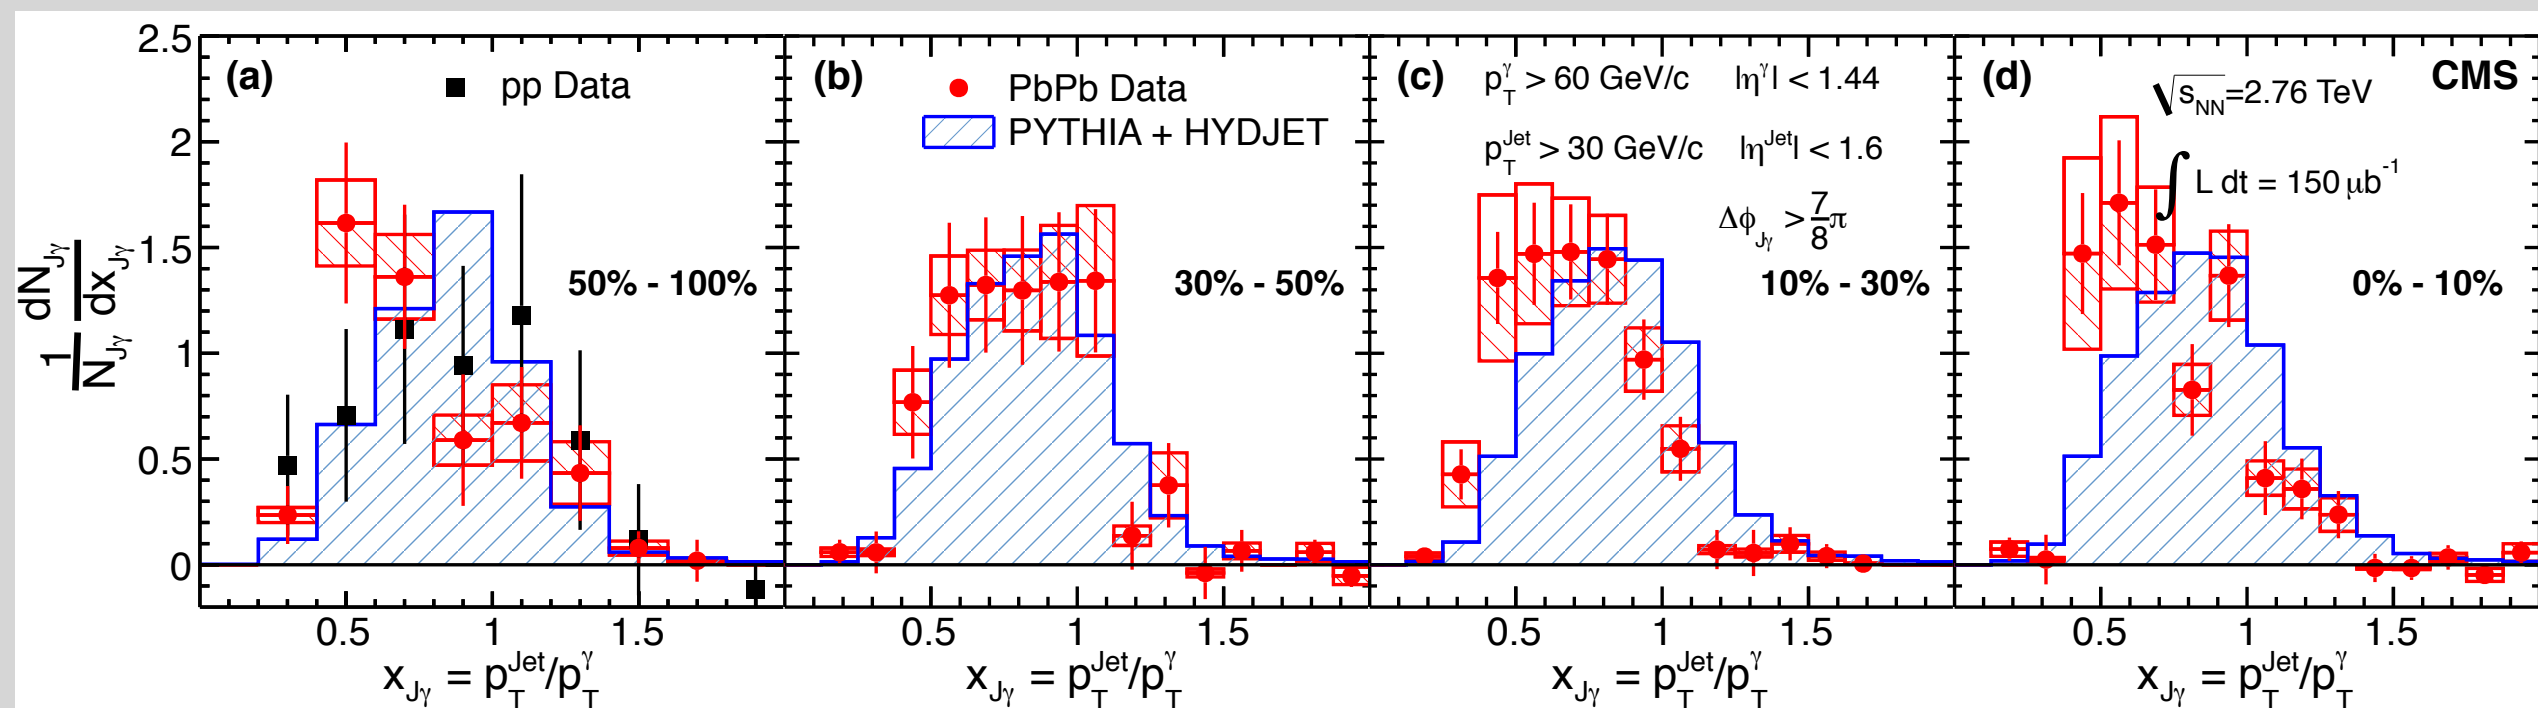 (a) ■ pp Data
50% - 100%
(b) ● PbPb Data
PYTHIA + HYDJET
30% - 50%
(c) p_T^γ > 60 GeV/c |η^γ| < 1.44
p_T^Jet > 30 GeV/c |η^Jet| < 1.6
Δϕ_Jγ > 7/8 π
10% - 30%
(d) CMS
√s_NN=2.76 TeV
∫ L dt = 150 μb^-1
0% - 10%
1/N_Jγ dN_Jγ/dx_Jγ
2.5
2
1.5
1
0.5
0
0.5 1 1.5
0.5 1 1.5
0.5 1 1.5
0.5 1 1.5
x_Jγ = p_T^Jet/p_T^γ
x_Jγ = p_T^Jet/p_T^γ
x_Jγ = p_T^Jet/p_T^γ
x_Jγ = p_T^Jet/p_T^γ